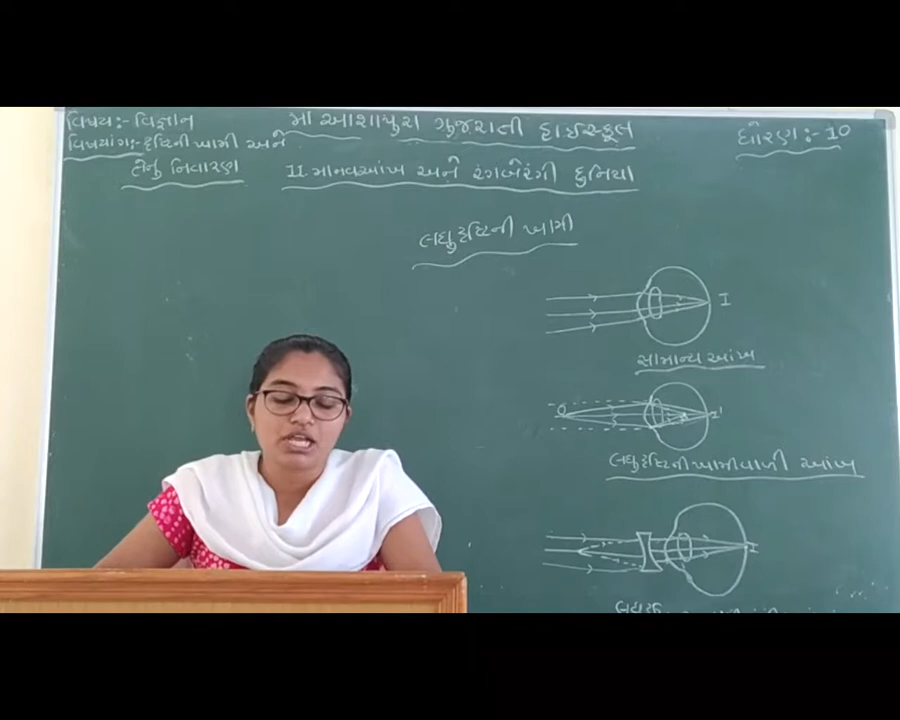 વિષય:- વિજ્ઞાન
મા આશાપુરા ગુજરાતી હાઈસ્કૂલ
ધોરણ:- 10
વિષયાંગ:- દૃષ્ટિની ખામી અને
તેનું નિવારણ
11 માનવઆંખ અને રંગબેરંગી દુનિયા
લઘુદૃષ્ટિની ખામી
I
સામાન્ય આંખ
O
I'
લઘુદૃષ્ટિની ખામીવાળી આંખ
I